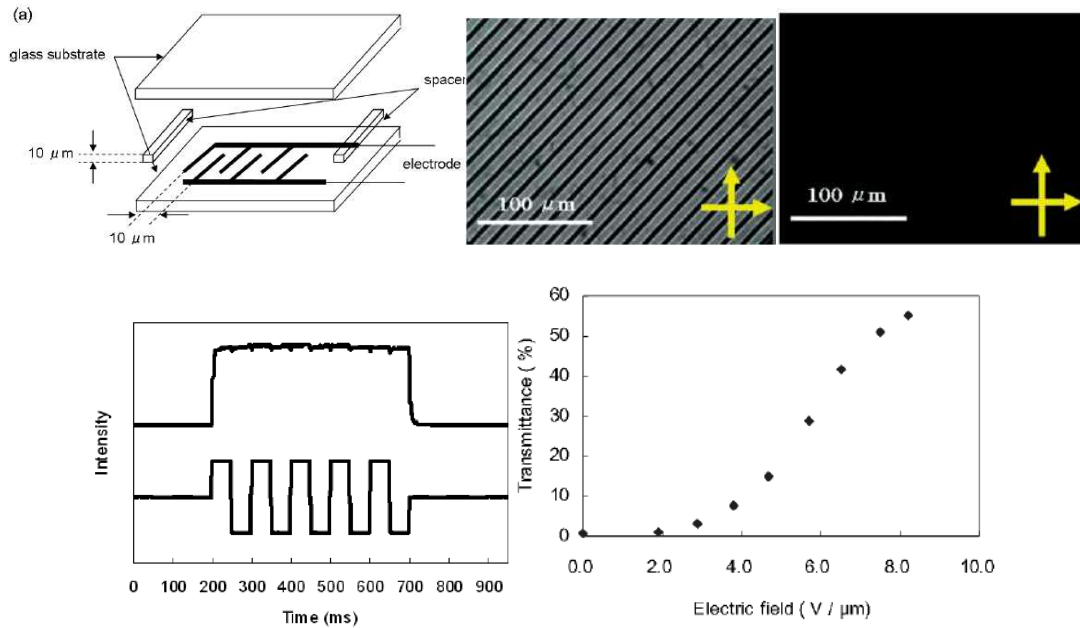 (a)
glass substrate
spacer
10 μm
electrode
10 μm
100 μm
100 μm
Intensity
0 100 200 300 400 500 600 700 800 900
Time (ms)
Transmittance ( %)
60
50
40
30
20
10
0
0.0 2.0 4.0 6.0 8.0 10.0
Electric field ( V / μm)